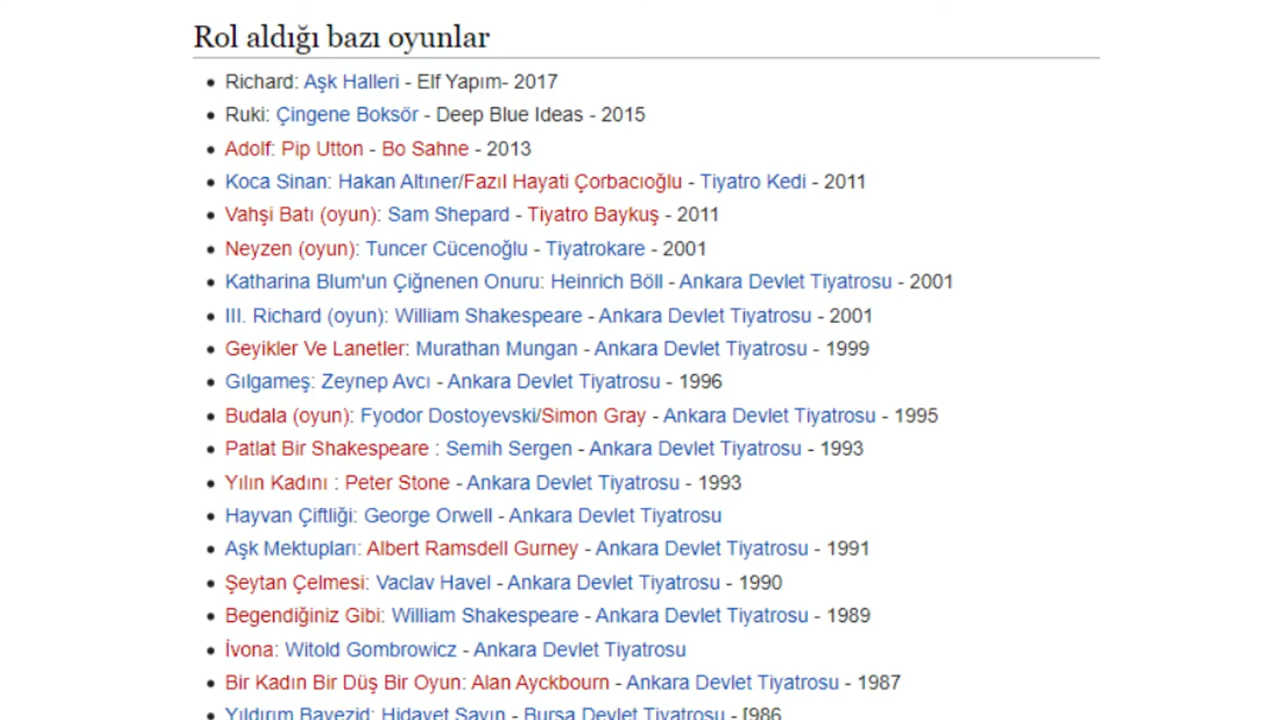 Rol aldığı bazı oyunlar
Richard: Aşk Halleri - Elf Yapım- 2017
Ruki: Çingene Boksör - Deep Blue Ideas - 2015
Adolf: Pip Utton - Bo Sahne - 2013
Koca Sinan: Hakan Altıner/Fazıl Hayati Çorbacıoğlu - Tiyatro Kedi - 2011
Vahşi Batı (oyun): Sam Shepard - Tiyatro Baykuş - 2011
Neyzen (oyun): Tuncer Cücenoğlu - Tiyatrokare - 2001
Katharina Blum'un Çiğnenen Onuru: Heinrich Böll - Ankara Devlet Tiyatrosu - 2001
III. Richard (oyun): William Shakespeare - Ankara Devlet Tiyatrosu - 2001
Geyikler Ve Lanetler: Murathan Mungan - Ankara Devlet Tiyatrosu - 1999
Gılgameş: Zeynep Avcı - Ankara Devlet Tiyatrosu - 1996
Budala (oyun): Fyodor Dostoyevski/Simon Gray - Ankara Devlet Tiyatrosu - 1995
Patlat Bir Shakespeare : Semih Sergen - Ankara Devlet Tiyatrosu - 1993
Yılın Kadını : Peter Stone - Ankara Devlet Tiyatrosu - 1993
Hayvan Çiftliği: George Orwell - Ankara Devlet Tiyatrosu
Aşk Mektupları: Albert Ramsdell Gurney - Ankara Devlet Tiyatrosu - 1991
Şeytan Çelmesi: Vaclav Havel - Ankara Devlet Tiyatrosu - 1990
Begendiğiniz Gibi: William Shakespeare - Ankara Devlet Tiyatrosu - 1989
İvona: Witold Gombrowicz - Ankara Devlet Tiyatrosu
Bir Kadın Bir Düş Bir Oyun: Alan Ayckbourn - Ankara Devlet Tiyatrosu - 1987
Yıldırım Bayezid: Hidayet Sayın - Bursa Devlet Tiyatrosu - [986